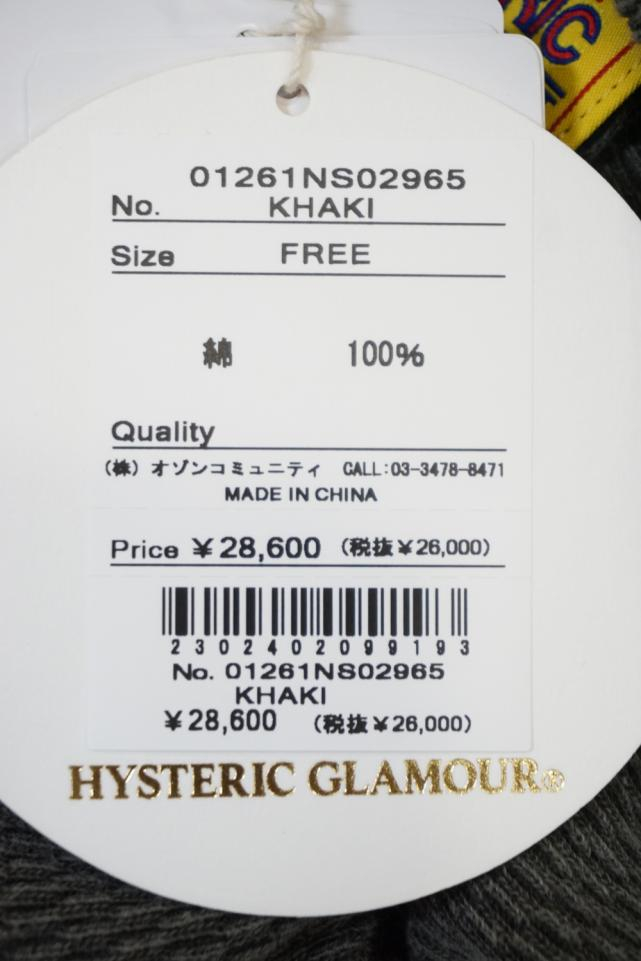 RIC
01261NS02965
No. KHAKI
Size FREE
綿 100%
Quality
(株) オゾンコミュニティ CALL:03-3478-8471
MADE IN CHINA
Price ¥28,600 (税抜¥26,000)
2302402099193
No. 01261NS02965
KHAKI
¥28,600 (税抜¥26,000)
HYSTERIC GLAMOUR®